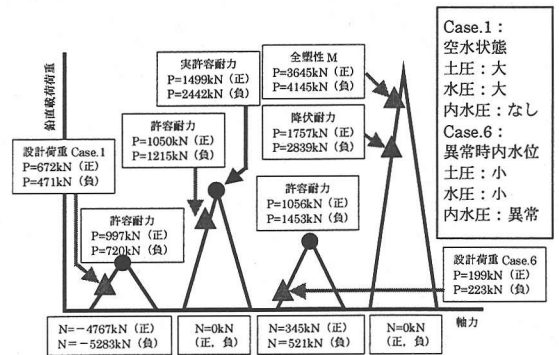 鉛直載荷荷重
実許容耐力
P=1499kN（正）
P=2442kN（負）
許容耐力
P=1050kN（正）
P=1215kN（負）
設計荷重 Case.1
P=672kN（正）
P=471kN（負）
許容耐力
P=997kN（正）
P=720kN（負）
全塑性 M
P=3645kN（正）
P=4145kN（負）
降伏耐力
P=1757kN（正）
P=2839kN（負）
許容耐力
P=1056kN（正）
P=1453kN（負）
Case.1：
空水状態
土圧：大
水圧：大
内水圧：なし
Case.6：
異常時内水位
土圧：小
水圧：小
内水圧：異常
設計荷重 Case.6
P=199kN（正）
P=223kN（負）
N=−4767kN（正）
N=−5283kN（負）
N=0kN
（正，負）
N=345kN（正）
N=521kN（負）
N=0kN
（正，負）
軸力